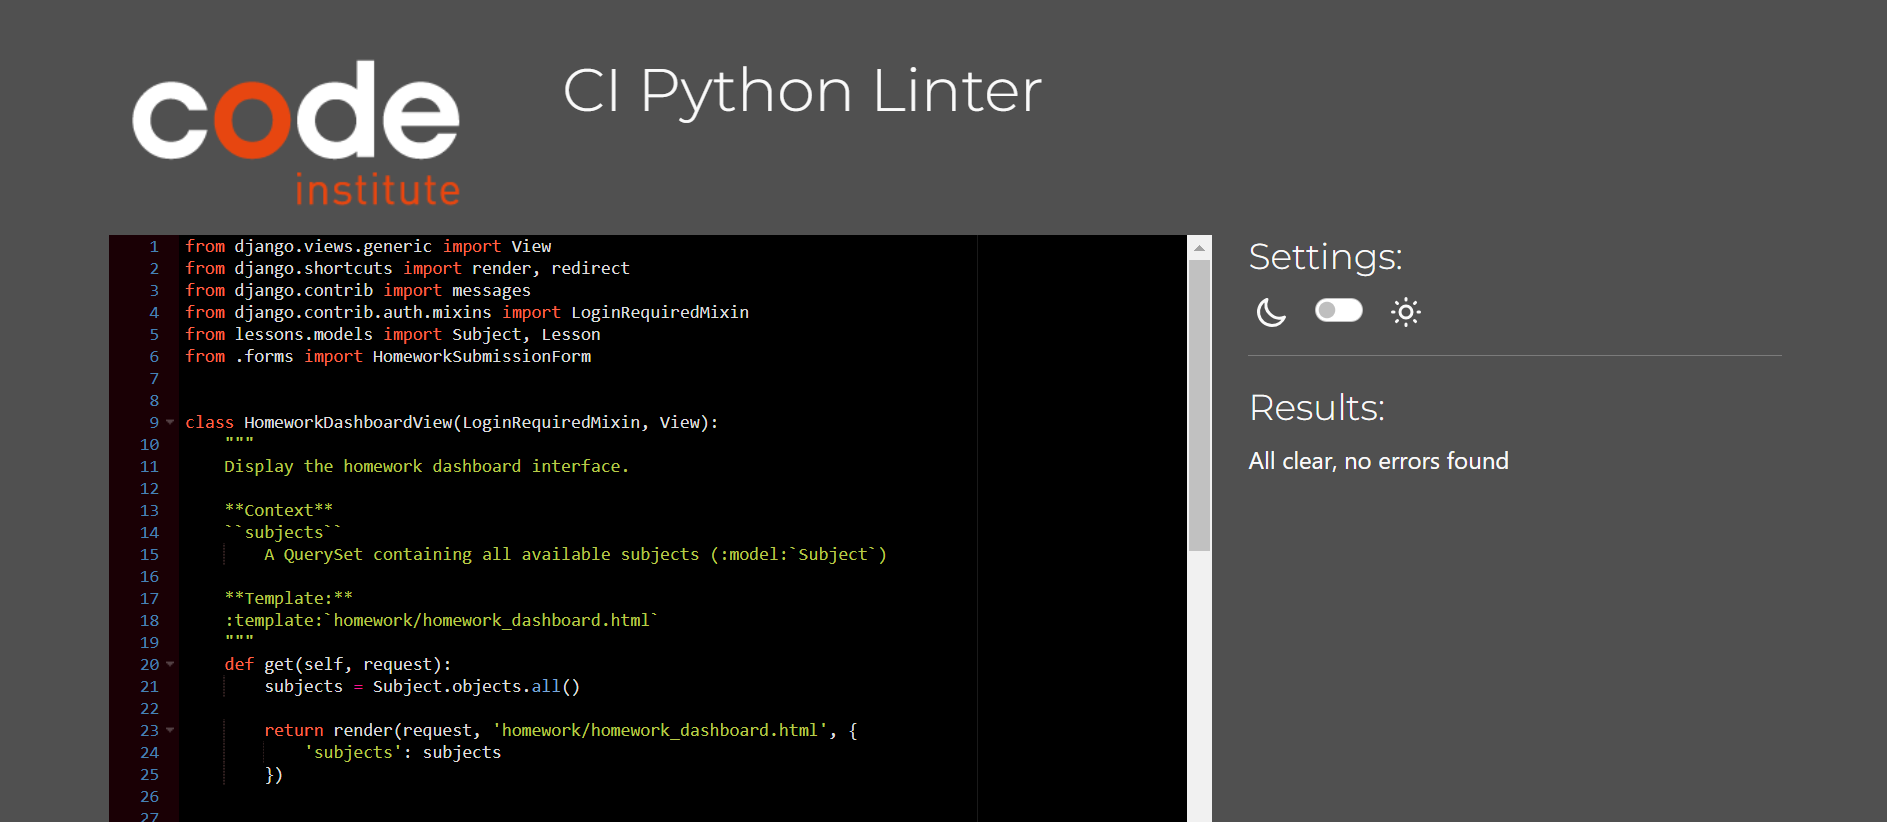 code
institute
CI Python Linter
1 from django.views.generic import View
2 from django.shortcuts import render, redirect
3 from django.contrib import messages
4 from django.contrib.auth.mixins import LoginRequiredMixin
5 from lessons.models import Subject, Lesson
6 from .forms import HomeworkSubmissionForm
7
8
9 class HomeworkDashboardView(LoginRequiredMixin, View):
10     """
11     Display the homework dashboard interface.
12
13     **Context**
14     ``subjects``
15         A QuerySet containing all available subjects (:model:`Subject`)
16
17     **Template:**
18     :template:`homework/homework_dashboard.html`
19     """
20     def get(self, request):
21         subjects = Subject.objects.all()
22
23         return render(request, 'homework/homework_dashboard.html', {
24             'subjects': subjects
25         })
26
27
Settings:
Results:
All clear, no errors found